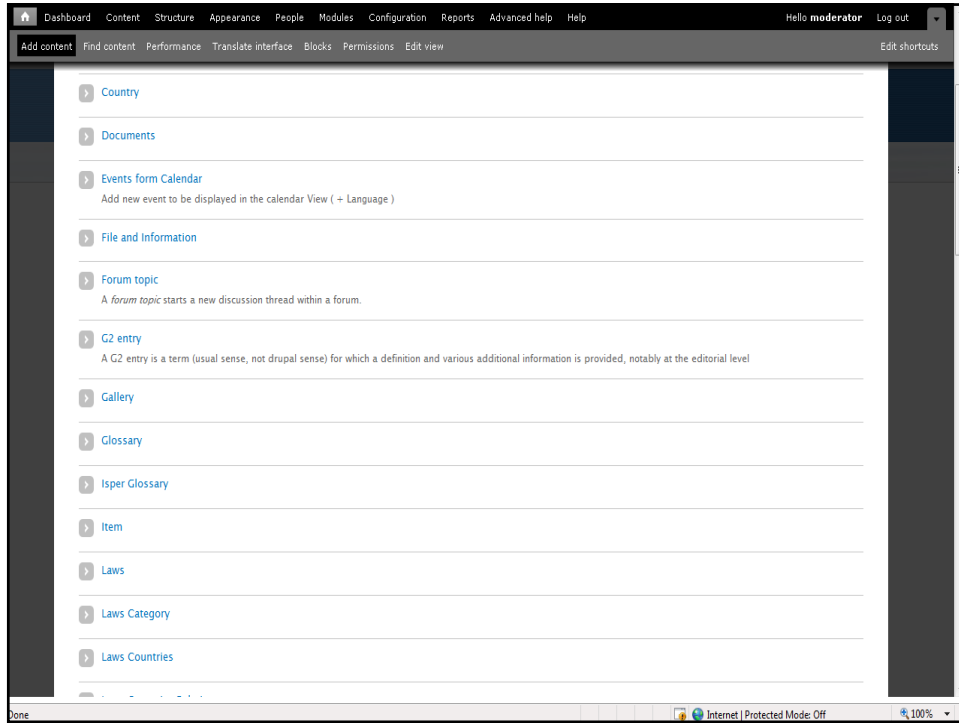 Dashboard Content Structure Appearance People Modules Configuration Reports Advanced help Help Hello moderator Log out
Add content Find content Performance Translate interface Blocks Permissions Edit view Edit shortcuts
Country
Documents
Events form Calendar
Add new event to be displayed in the calendar View ( + Language )
File and Information
Forum topic
A forum topic starts a new discussion thread within a forum.
G2 entry
A G2 entry is a term (usual sense, not drupal sense) for which a definition and various additional information is provided, notably at the editorial level
Gallery
Glossary
Isper Glossary
Item
Laws
Laws Category
Laws Countries
Done Internet | Protected Mode: Off 100%